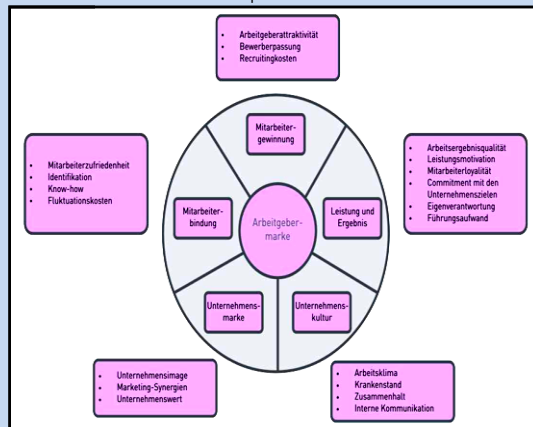 • Arbeitgeberattraktivität
• Bewerberpassung
• Recruitingkosten
Mitarbeiter-
gewinnung
• Mitarbeiterzufriedenheit
• Identifikation
• Know-how
• Fluktuationskosten
• Arbeitsergebnisqualität
• Leistungsmotivation
• Mitarbeiterloyalität
• Commitment mit den
Unternehmenszielen
• Eigenverantwortung
• Führungsaufwand
Mitarbeiter-
bindung
Arbeitgeber-
marke
Leistung und
Ergebnis
Unternehmens-
marke
Unternehmens-
kultur
• Unternehmensimage
• Marketing-Synergien
• Unternehmenswert
• Arbeitsklima
• Krankenstand
• Zusammenhalt
• Interne Kommunikation